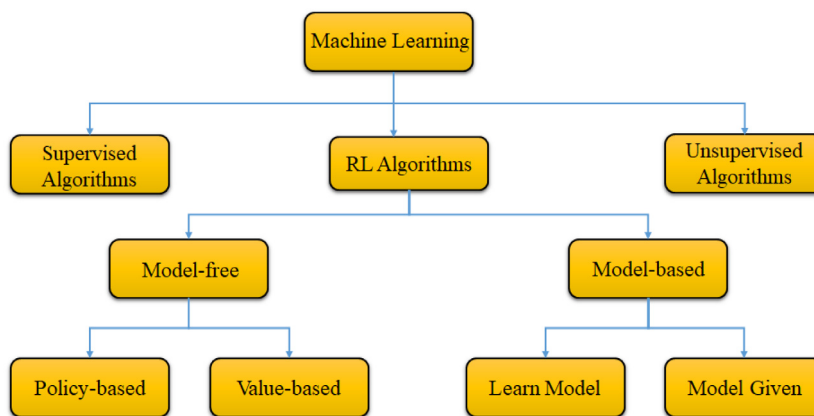 Machine Learning
Supervised
Algorithms
RL Algorithms
Unsupervised
Algorithms
Model-free
Model-based
Policy-based
Value-based
Learn Model
Model Given